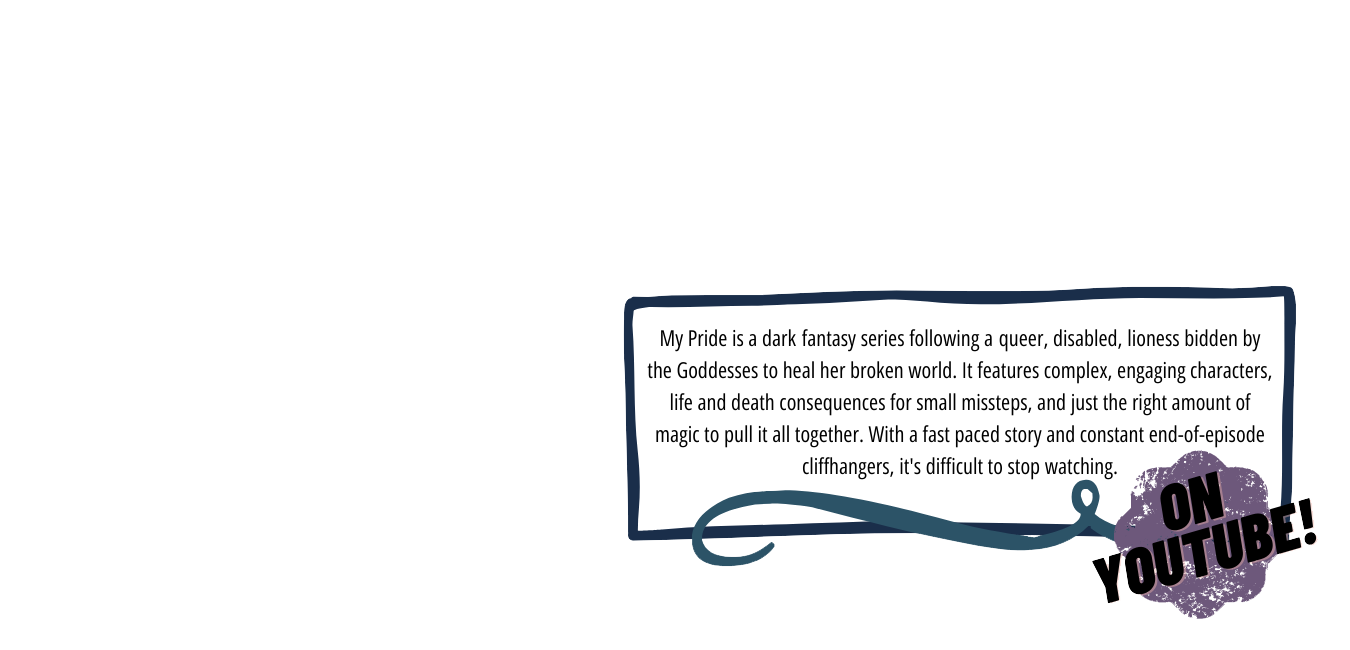 My Pride is a dark fantasy series following a queer, disabled, lioness bidden by
the Goddesses to heal her broken world. It features complex, engaging characters,
life and death consequences for small missteps, and just the right amount of
magic to pull it all together. With a fast paced story and constant end-of-episode
cliffhangers, it's difficult to stop watching.
ON
YOUTUBE!